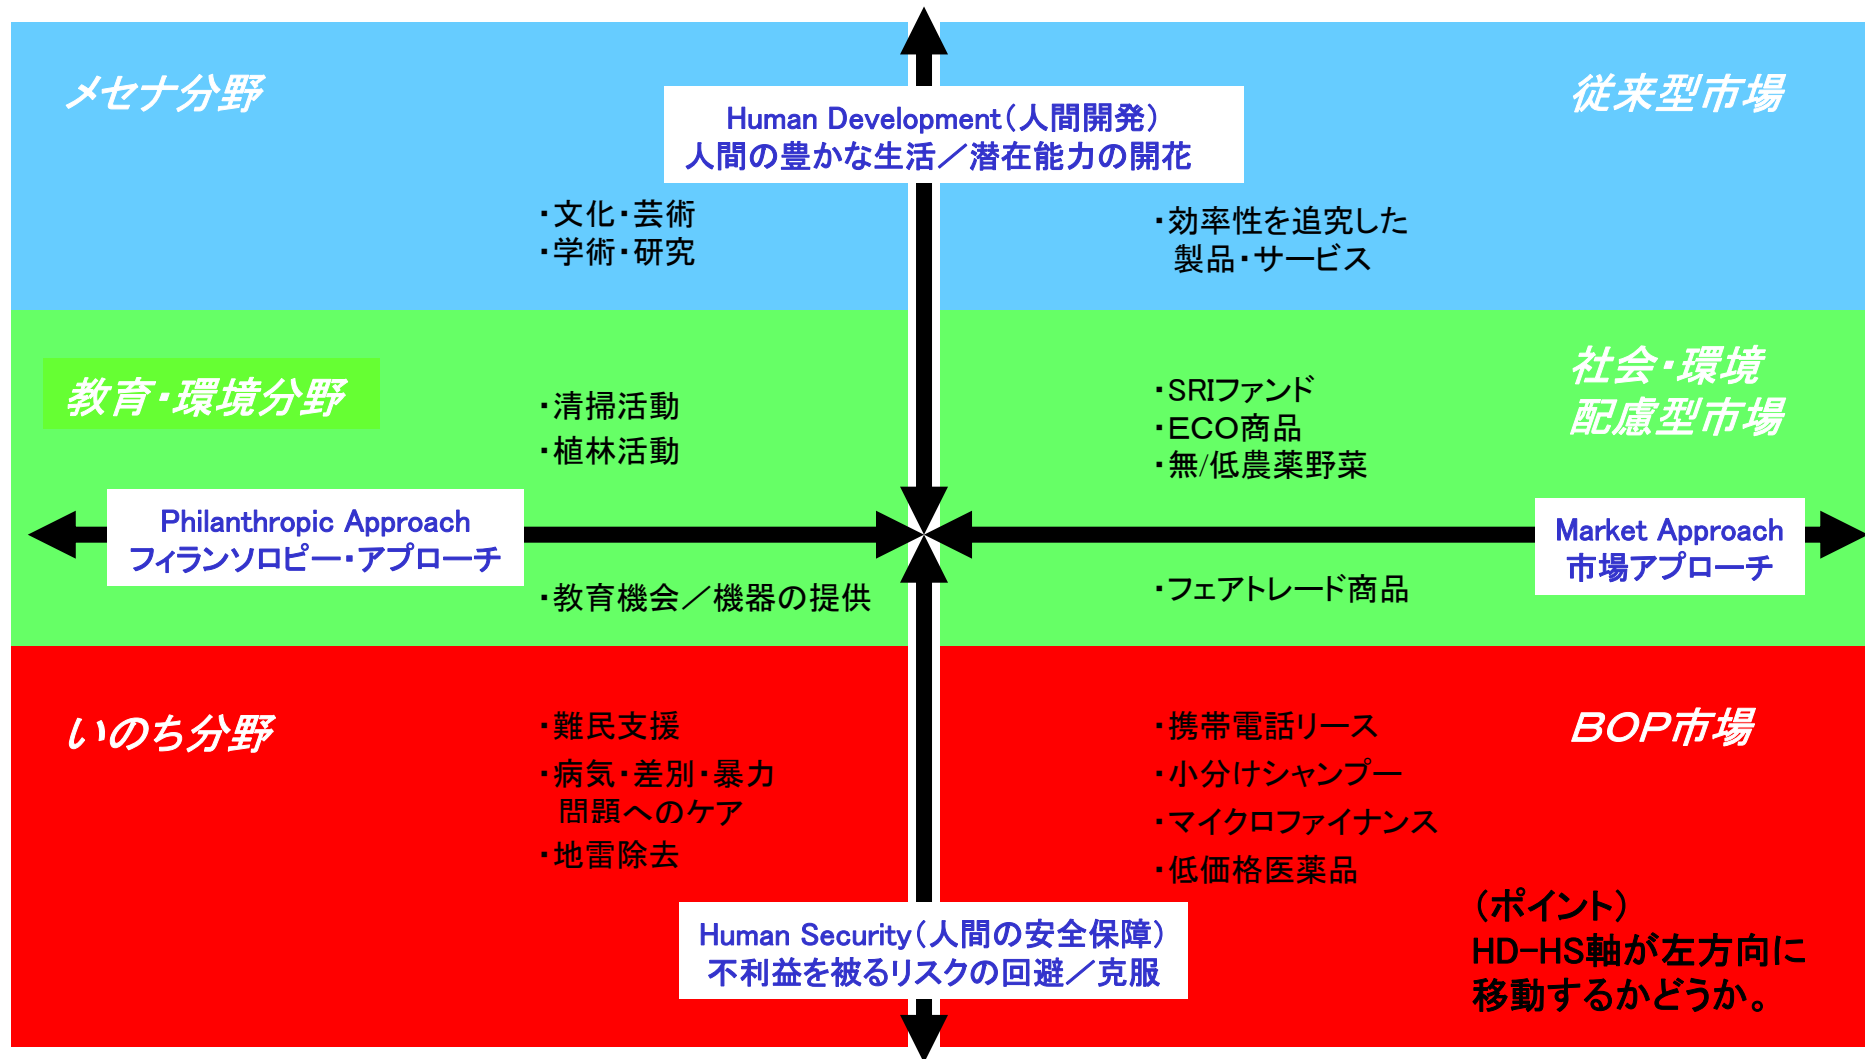 メセナ分野
従来型市場
Human Development（人間開発）
人間の豊かな生活／潜在能力の開花
・文化・芸術
・学術・研究
・効率性を追究した
製品・サービス
教育・環境分野
・清掃活動
・植林活動
・SRIファンド
・ＥＣＯ商品
・無/低農薬野菜
社会・環境
配慮型市場
Philanthropic Approach
フィランソロピー・アプローチ
Market Approach
市場アプローチ
・教育機会／機器の提供
・フェアトレード商品
いのち分野
・難民支援
・病気・差別・暴力
問題へのケア
・地雷除去
・携帯電話リース
・小分けシャンプー
・マイクロファイナンス
・低価格医薬品
ＢＯＰ市場
Human Security（人間の安全保障）
不利益を被るリスクの回避／克服
（ポイント）
HD-HS軸が左方向に
移動するかどうか。